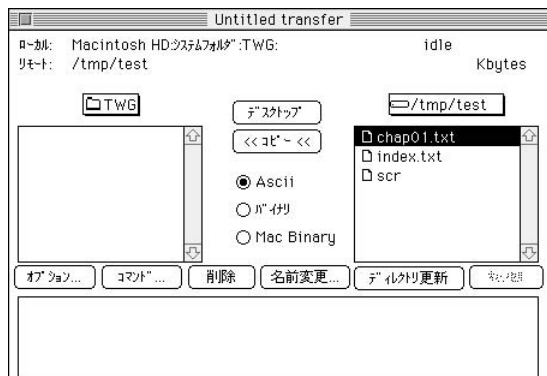 Untitled transfer
ﾛｰｶﾙ: Macintosh HD:ｼｽﾃﾑﾌｫﾙﾀﾞ:TWG: idle
ﾘﾓｰﾄ: /tmp/test Kbytes
TWG
ﾃﾞｽｸﾄｯﾌﾟ
/tmp/test
<< ｺﾋﾟｰ <<
chap01.txt
index.txt
scr
Ascii
ﾊﾞｲﾅﾘ
Mac Binary
ｵﾌﾟｼｮﾝ... ｺﾏﾝﾄﾞ... 削除 名前変更... ﾃﾞｨﾚｸﾄﾘ更新